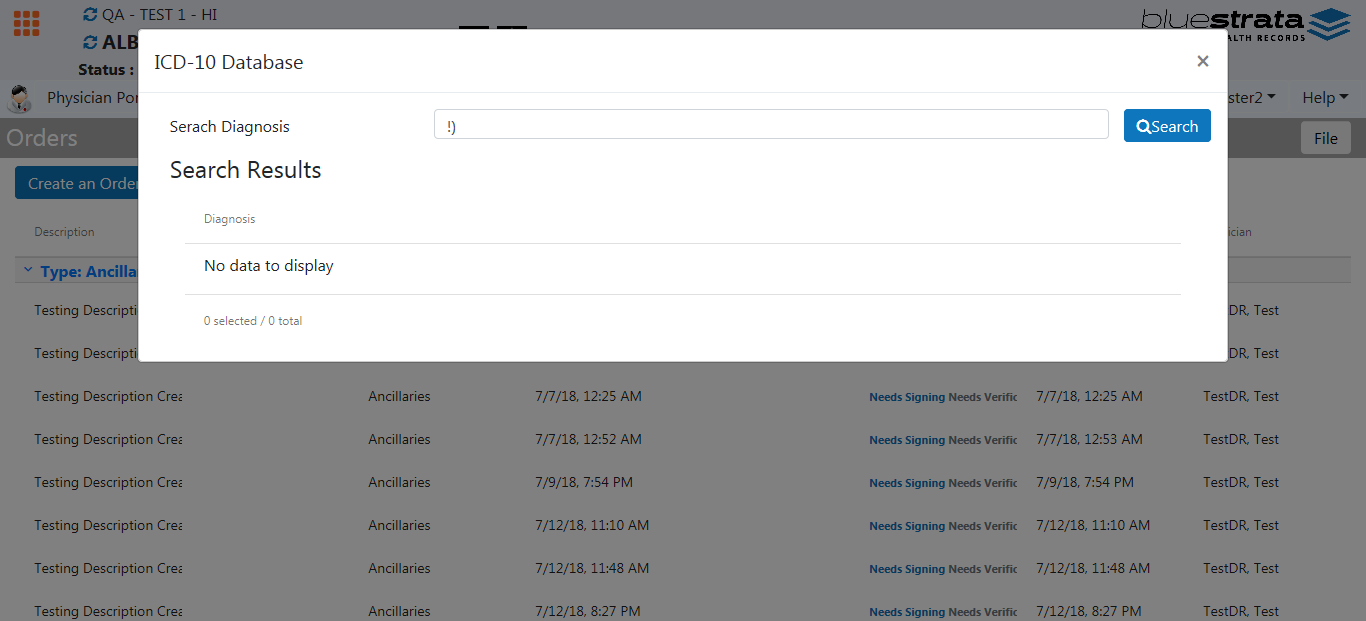 QA - TEST 1 - HI
bluestrata
ALB
ALTH RECORDS
Status :
ICD-10 Database
×
Physician Por
ster2
Help
Serach Diagnosis
!)
Search
Orders
File
Search Results
Create an Order
Diagnosis
Description
ician
No data to display
Type: Ancilla
Testing Descripti
DR, Test
0 selected / 0 total
Testing Descripti
DR, Test
Testing Description Crea Ancillaries 7/7/18, 12:25 AM Needs Signing Needs Verific 7/7/18, 12:25 AM TestDR, Test
Testing Description Crea Ancillaries 7/7/18, 12:52 AM Needs Signing Needs Verific 7/7/18, 12:53 AM TestDR, Test
Testing Description Crea Ancillaries 7/9/18, 7:54 PM Needs Signing Needs Verific 7/9/18, 7:54 PM TestDR, Test
Testing Description Crea Ancillaries 7/12/18, 11:10 AM Needs Signing Needs Verific 7/12/18, 11:10 AM TestDR, Test
Testing Description Crea Ancillaries 7/12/18, 11:48 AM Needs Signing Needs Verific 7/12/18, 11:48 AM TestDR, Test
Testing Description Crea Ancillaries 7/12/18, 8:27 PM Needs Signing Needs Verific 7/12/18, 8:27 PM TestDR, Test